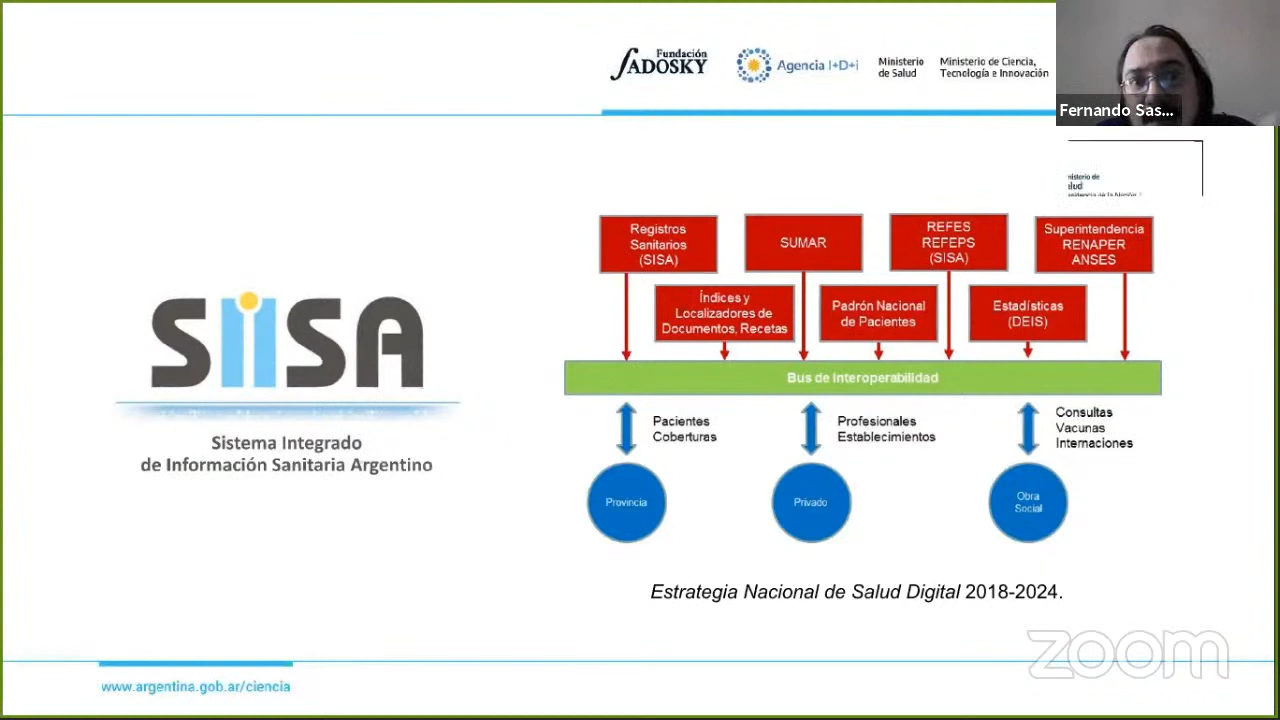 Fundación
SADOSKY
Agencia I+D+i
Ministerio
de Salud
Ministerio de Ciencia,
Tecnología e Innovación
Fernando Sas...
nisterio de
alud
Registros
Sanitarios
(SISA)
SUMAR
REFES
REFEPS
(SISA)
Superintendencia
RENAPER
ANSES
Índices y
Localizadores de
Documentos, Recetas
Padrón Nacional
de Pacientes
Estadísticas
(DEIS)
Bus de Interoperabilidad
Pacientes
Coberturas
Profesionales
Establecimientos
Consultas
Vacunas
Internaciones
Provincia
Privado
Obra
Social
SIISA
Sistema Integrado
de Información Sanitaria Argentino
Estrategia Nacional de Salud Digital 2018-2024.
zoom
www.argentina.gob.ar/ciencia